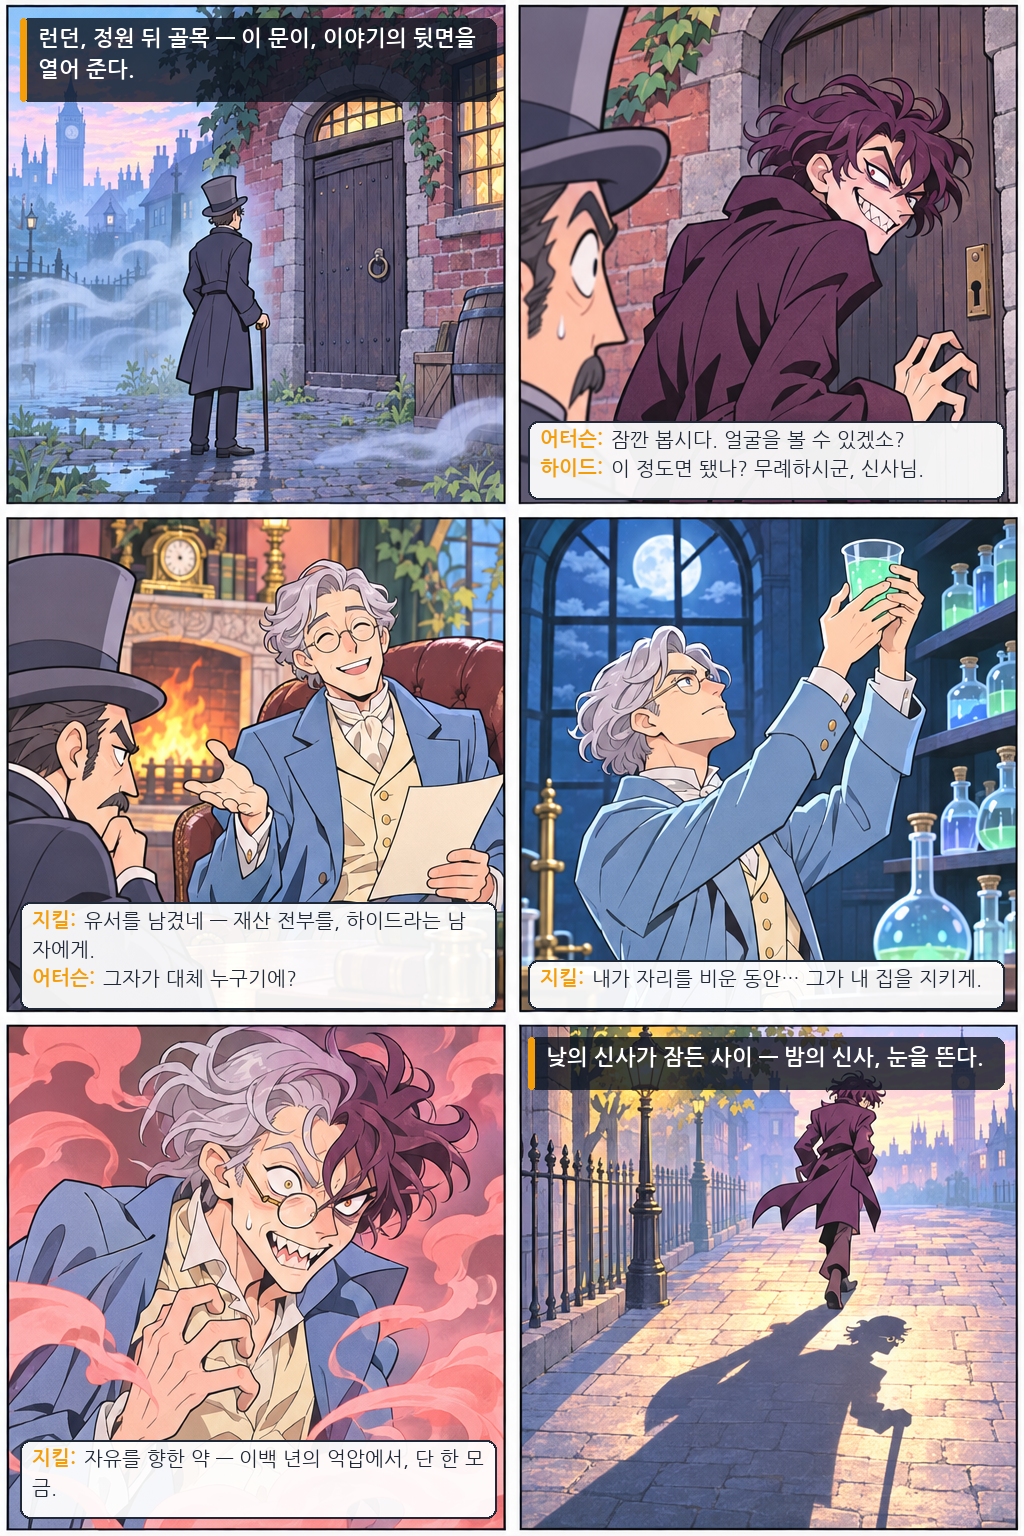 런던, 정원 뒤 골목 — 이 문이, 이야기의 뒷면을
열어 준다.
어터슨: 잠깐 봅시다. 얼굴을 볼 수 있겠소?
하이드: 이 정도면 됐나? 무례하시군, 신사님.
지킬: 유서를 남겼네 — 재산 전부를, 하이드라는 남
자에게.
어터슨: 그자가 대체 누구기에?
지킬: 내가 자리를 비운 동안… 그가 내 집을 지키게.
지킬: 자유를 향한 약 — 이백 년의 억압에서, 단 한 모
금.
낮의 신사가 잠든 사이 — 밤의 신사, 눈을 뜬다.